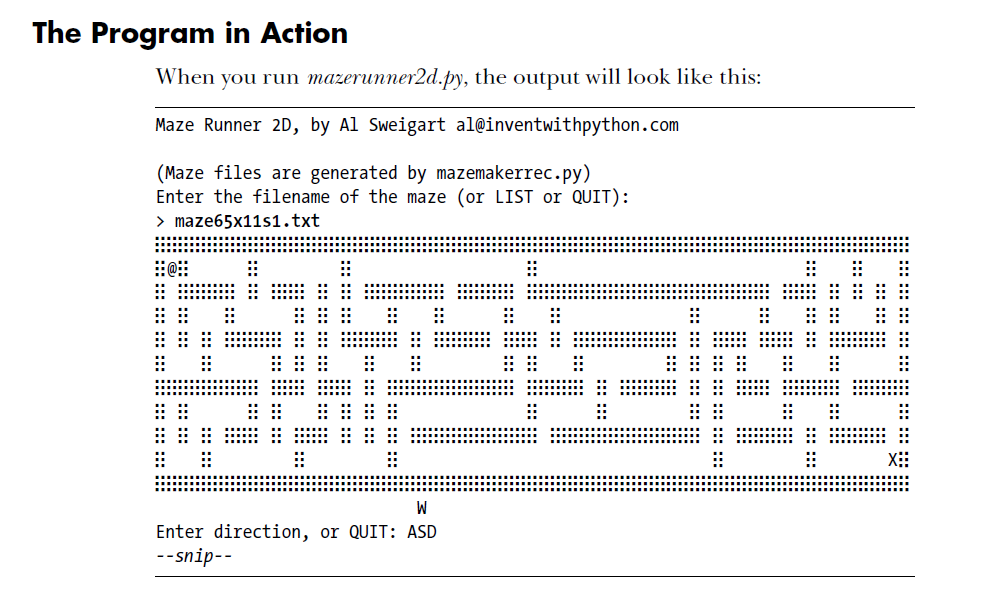 The Program in Action
When you run mazerunner2d.py, the output will look like this:
Maze Runner 2D, by Al Sweigart al@inventwithpython.com
(Maze files are generated by mazemakerrec.py)
Enter the filename of the maze (or LIST or QUIT):
> maze65x11s1.txt
@
X
W
Enter direction, or QUIT: ASD
--snip--